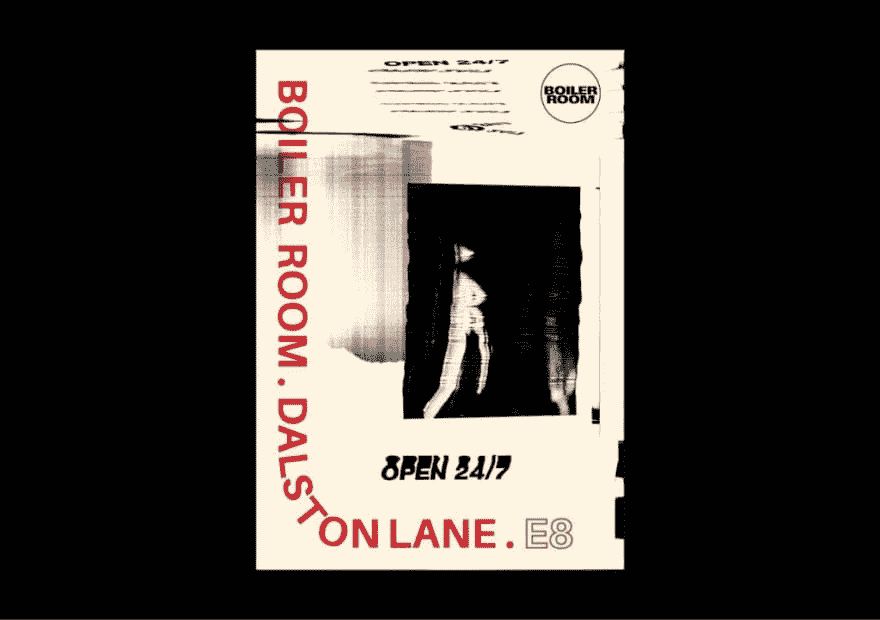 OPEN 24/7
BOILER
ROOM
BOILER ROOM . DALSTON LANE . E8
OPEN 24/7